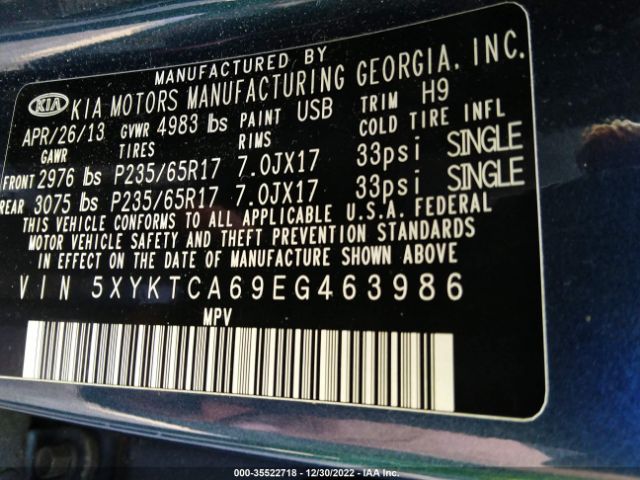 MANUFACTURED BY
KIA KIA MOTORS MANUFACTURING GEORGIA, INC.
APR/26/13 GVWR 4983 lbs PAINT USB TRIM H9
GAWR TIRES RIMS COLD TIRE INFL
FRONT 2976 lbs P235/65R17 7.0JX17 33psi SINGLE
REAR 3075 lbs P235/65R17 7.0JX17 33psi SINGLE
THIS VEHICLE CONFORMS TO ALL APPLICABLE U.S.A. FEDERAL
MOTOR VEHICLE SAFETY AND THEFT PREVENTION STANDARDS
IN EFFECT ON THE DATE OF MANUFACTURE SHOWN ABOVE
VIN 5XYKTCA69EG463986
MPV
000-35522718 - 12/30/2022 - IAA Inc.